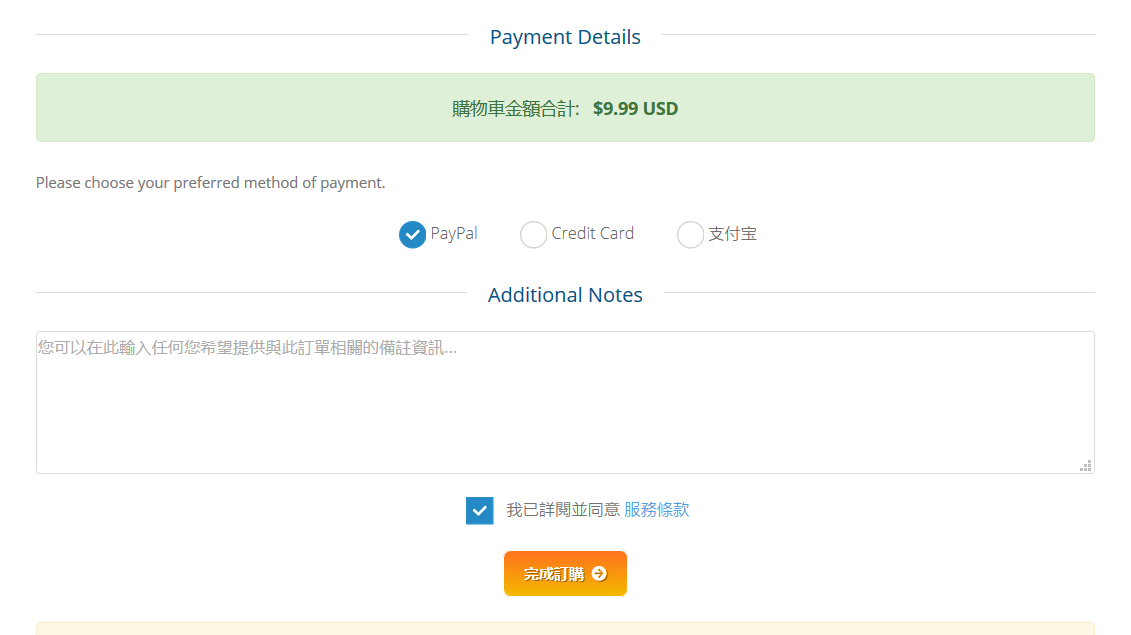 Payment Details
購物車金額合計: $9.99 USD
Please choose your preferred method of payment.
PayPal Credit Card 支付宝
Additional Notes
您可以在此輸入任何您希望提供與此訂單相關的備註資訊...
我已詳閱並同意 服務條款
完成訂購